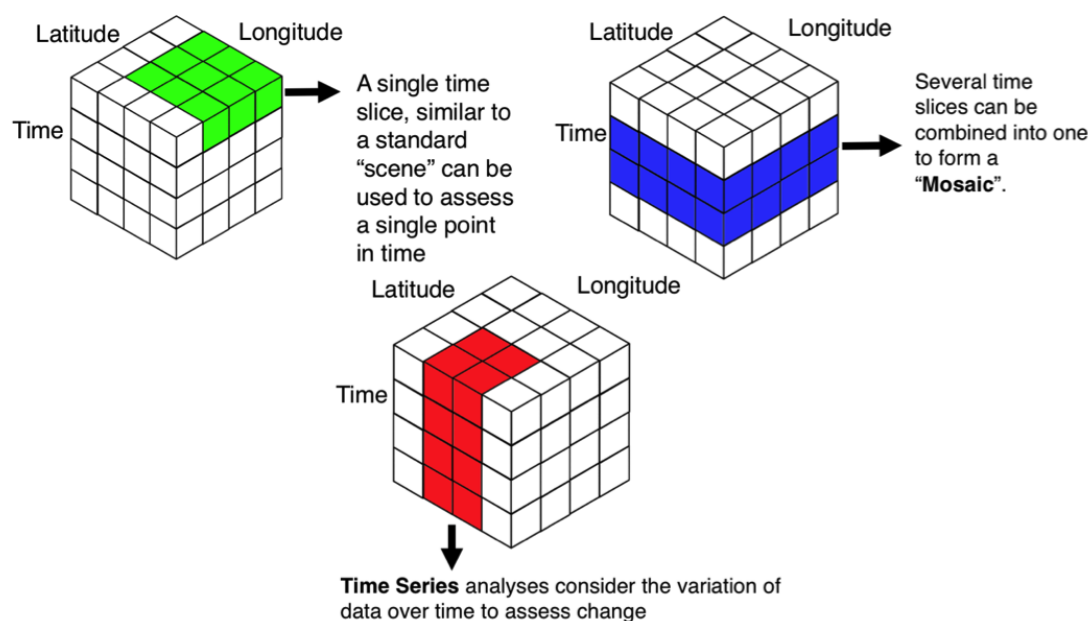 Latitude
Longitude
Time
A single time
slice, similar to
a standard
“scene” can be
used to assess
a single point
in time
Latitude
Longitude
Time
Several time
slices can be
combined into one
to form a
“Mosaic”.
Latitude
Longitude
Time
Time Series analyses consider the variation of
data over time to assess change